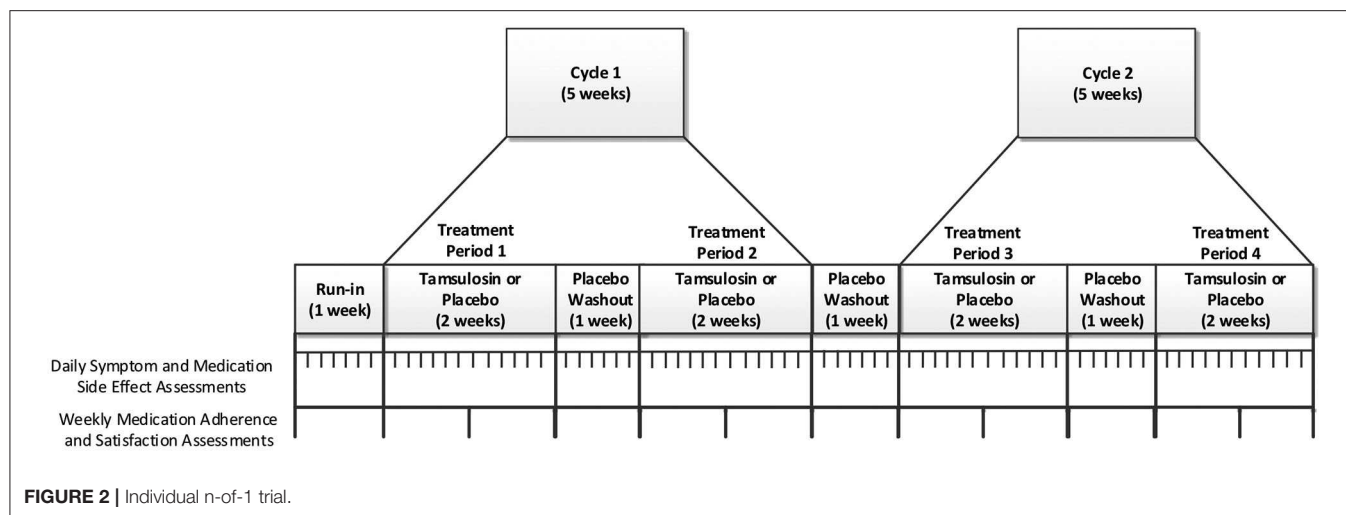 Cycle 1
(5 weeks)
Cycle 2
(5 weeks)
Treatment
Period 1
Treatment
Period 2
Treatment
Period 3
Treatment
Period 4
Run-in
(1 week)
Tamsulosin or
Placebo
(2 weeks)
Placebo
Washout
(1 week)
Tamsulosin or
Placebo
(2 weeks)
Placebo
Washout
(1 week)
Tamsulosin or
Placebo
(2 weeks)
Placebo
Washout
(1 week)
Tamsulosin or
Placebo
(2 weeks)
Daily Symptom and Medication
Side Effect Assessments
Weekly Medication Adherence
and Satisfaction Assessments
FIGURE 2 | Individual n-of-1 trial.